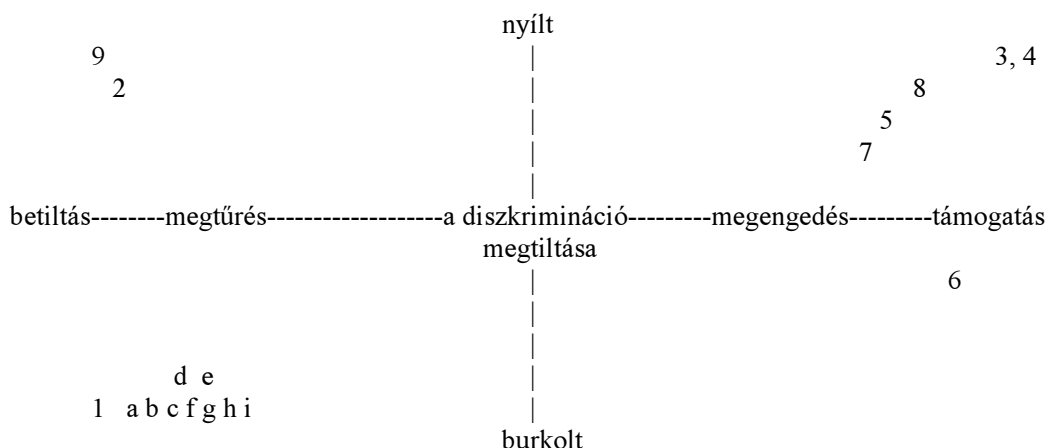 nyílt
9 3, 4
2 8
5
7
betiltás--------megtűrés-------------------a diszkrimináció---------megengedés---------támogatás
megtiltása
6
d e
1 a b c f g h i
burkolt